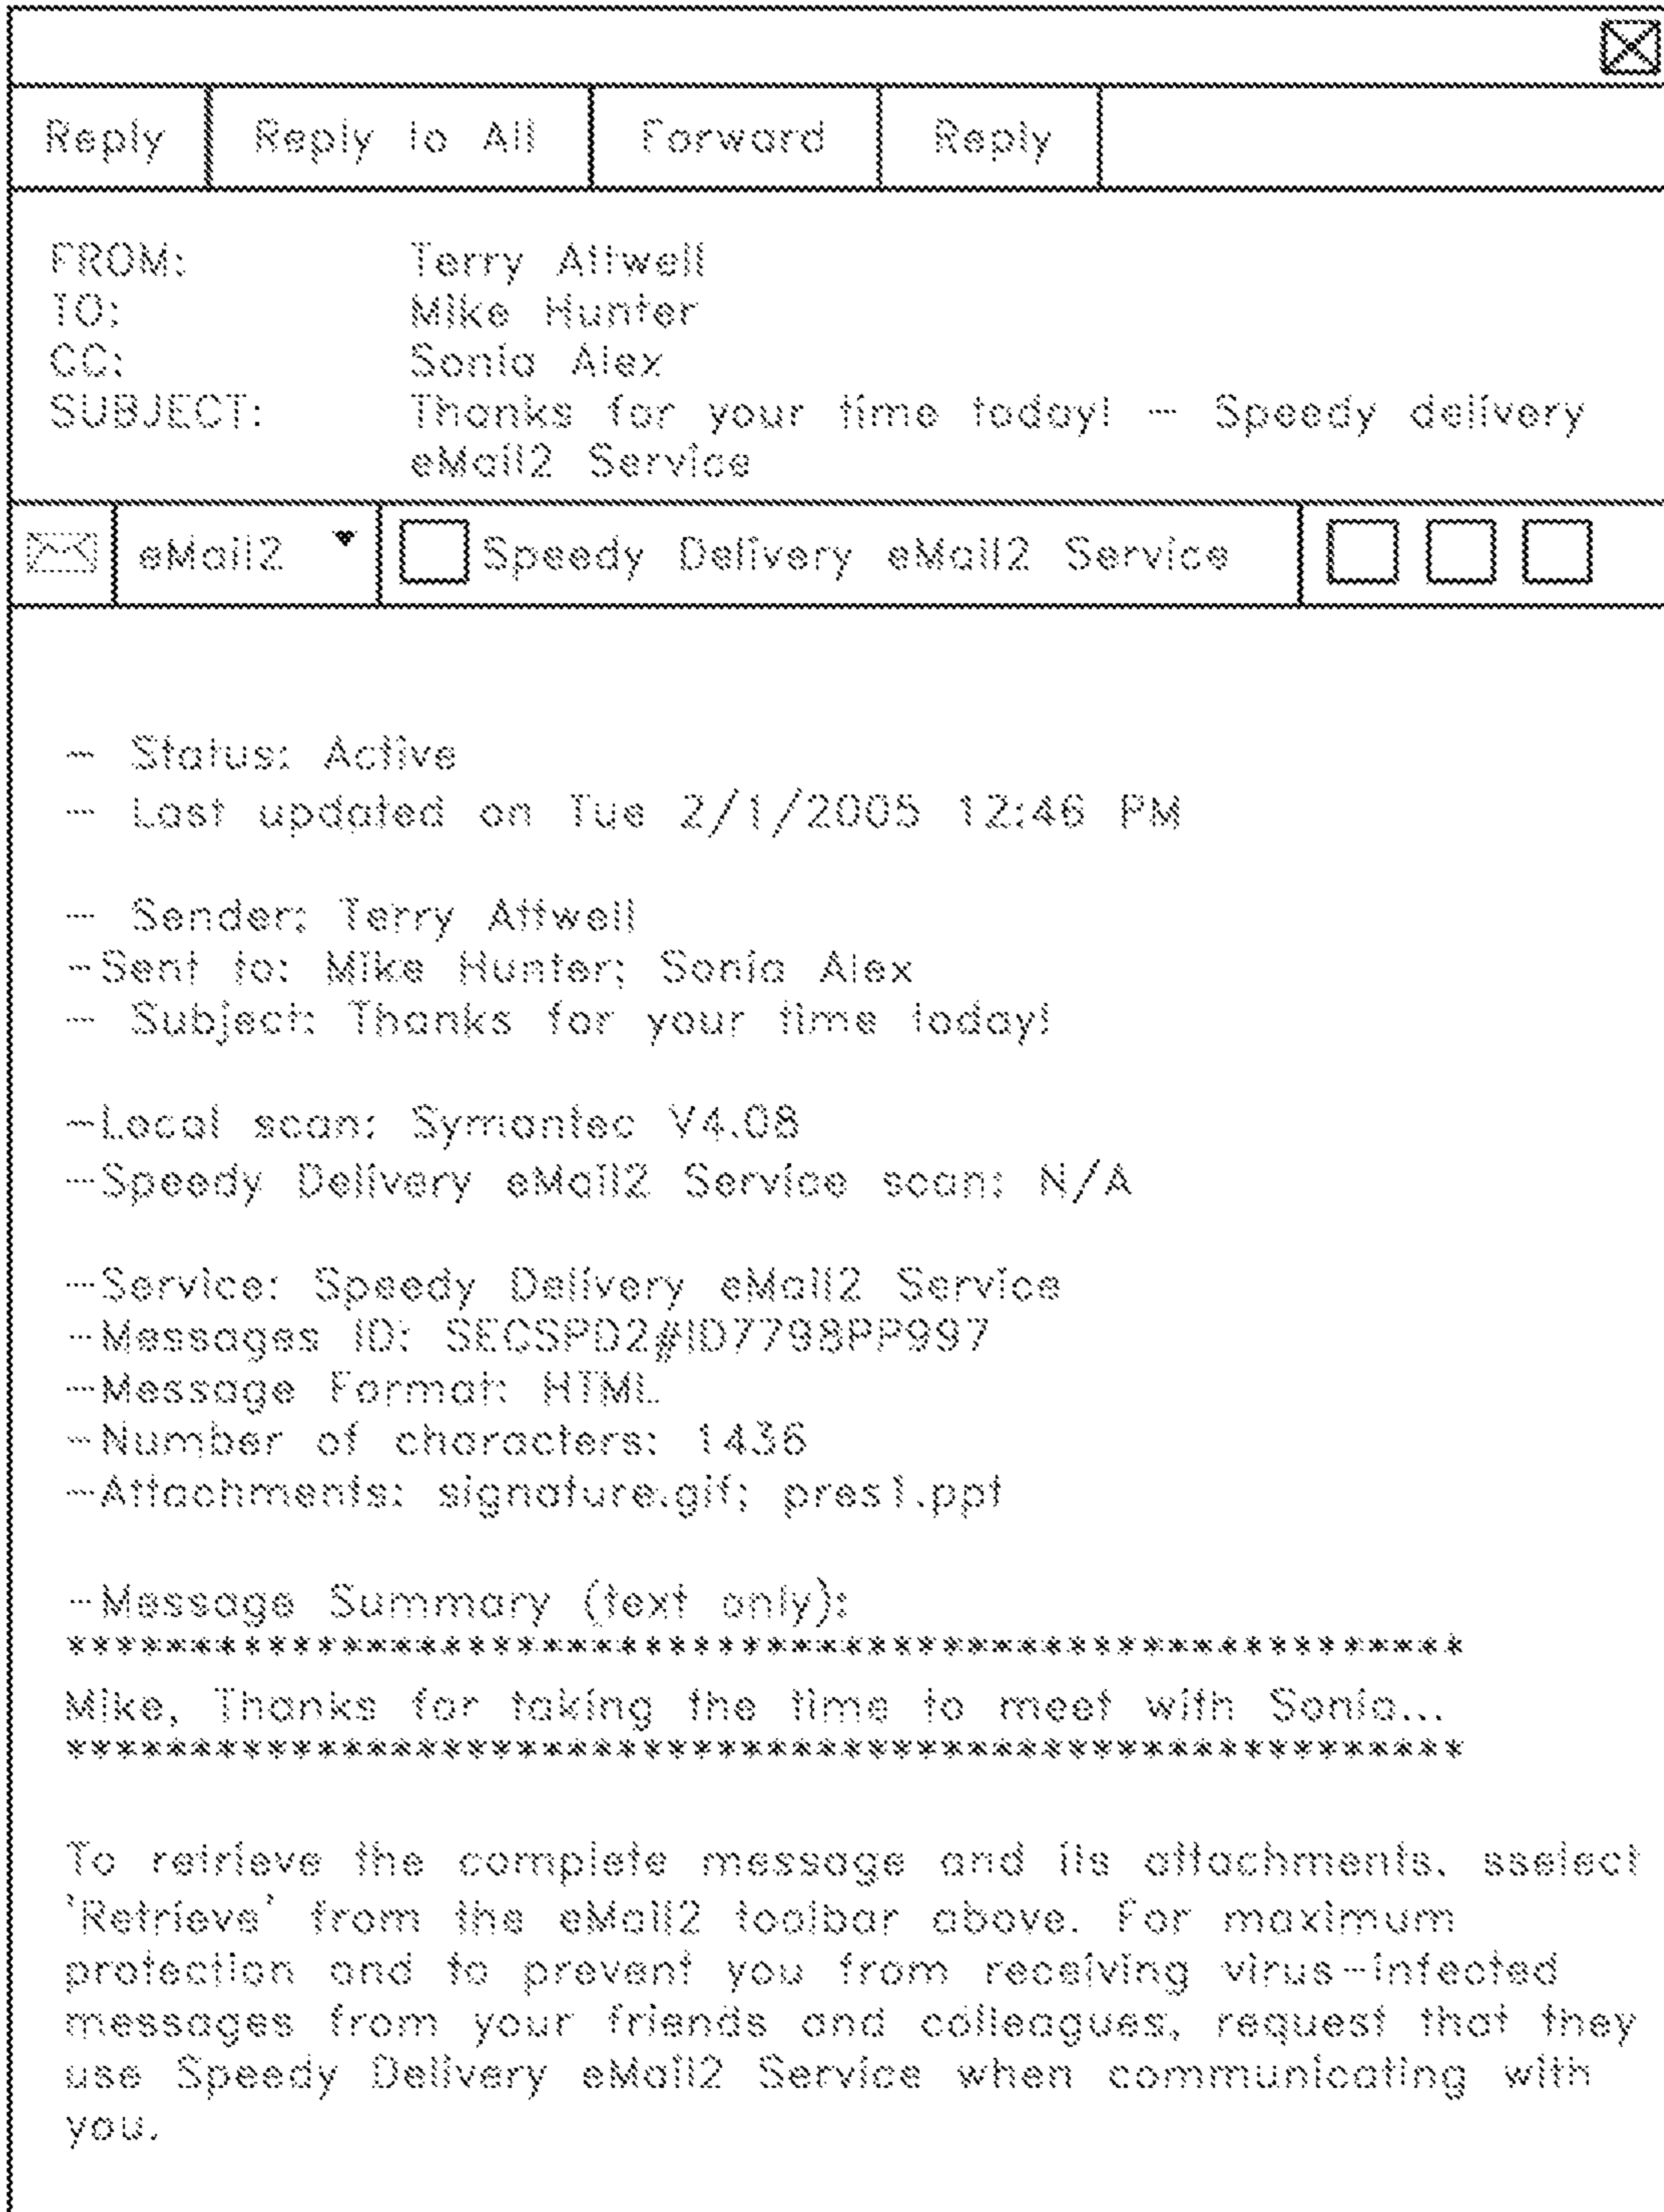 Reply Reply to All Forward Reply
FROM: Terry Attwell
TO: Mike Hunter
CC: Sonia Alex
SUBJECT: Thanks for your time today! - Speedy delivery
eMail2 Service
eMail2 Speedy Delivery eMail2 Service
- Status: Active
- Last updated on Tue 2/1/2005 12:46 PM
- Sender: Terry Attwell
-Sent to: Mike Hunter; Sonia Alex
- Subject: Thanks for your time today!
-Local scan: Symantec V4.08
-Speedy Delivery eMail2 Service scan: N/A
-Service: Speedy Delivery eMail2 Service
-Messages ID: SECSPD2#ID7798PP997
-Message Format: HTML
-Number of characters: 1436
-Attachments: signature.gif; pres1.ppt
-Message Summary (text only):
*********************************************************
Mike, Thanks for taking the time to meet with Sonia...
*********************************************************
To retrieve the complete message and its attachments, sselect
'Retrieve' from the eMail2 toolbar above. For maximum
protection and to prevent you from receiving virus-infected
messages from your friends and colleagues, request that they
use Speedy Delivery eMail2 Service when communicating with
you.